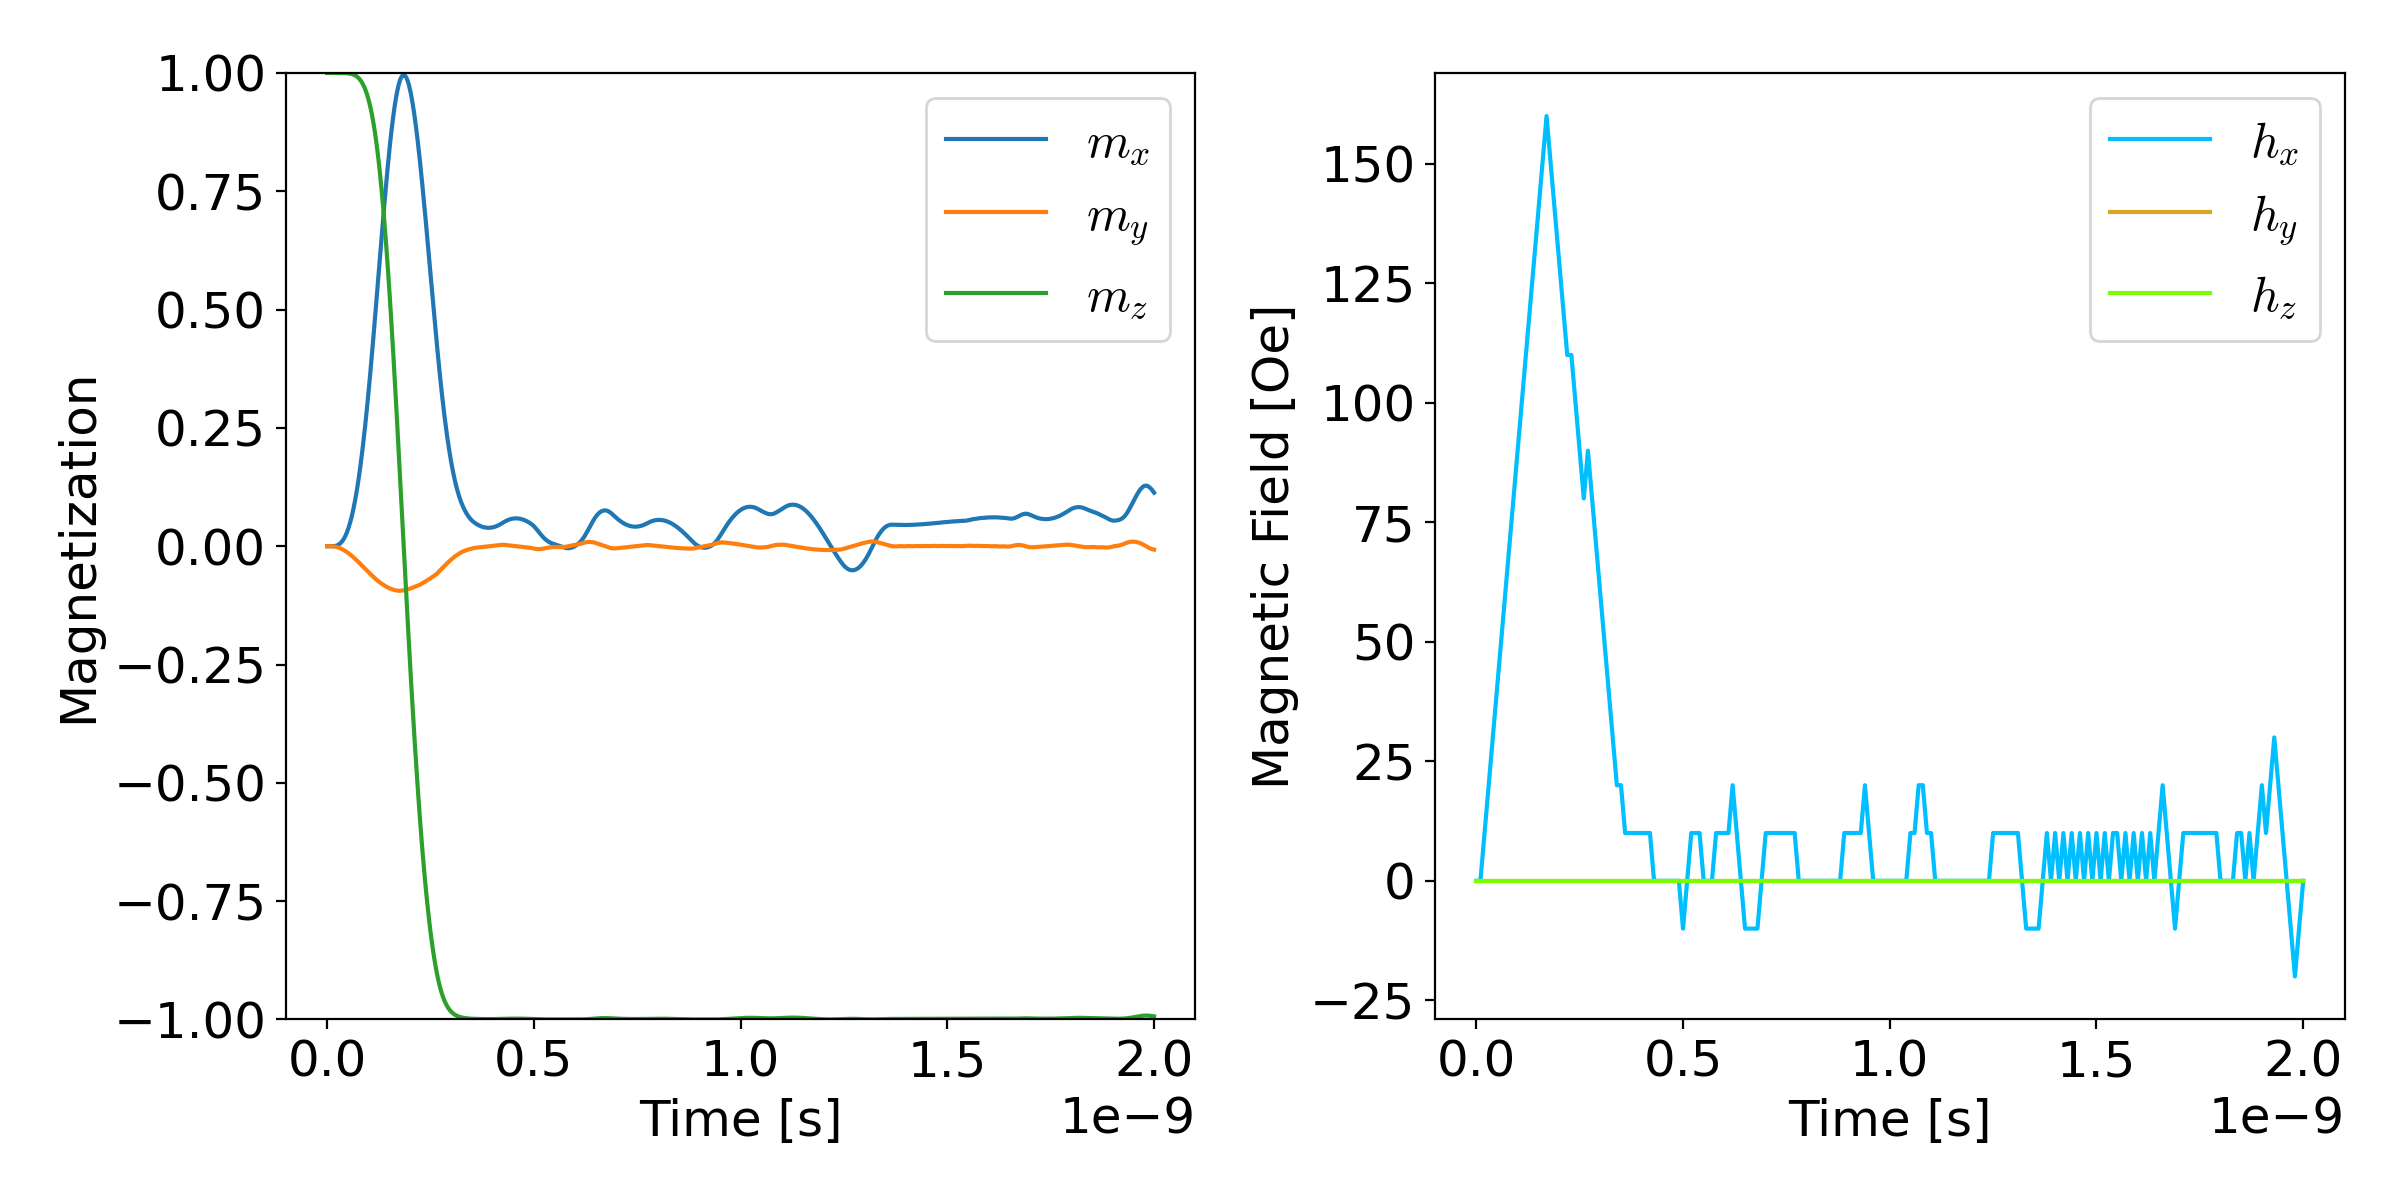 Magnetization
1.00
0.75
0.50
0.25
0.00
−0.25
−0.50
−0.75
−1.00
0.0 0.5 1.0 1.5 2.0
Time [s]
1e−9
m_x
m_y
m_z
Magnetic Field [Oe]
150
125
100
75
50
25
0
−25
0.0 0.5 1.0 1.5 2.0
Time [s]
1e−9
h_x
h_y
h_z